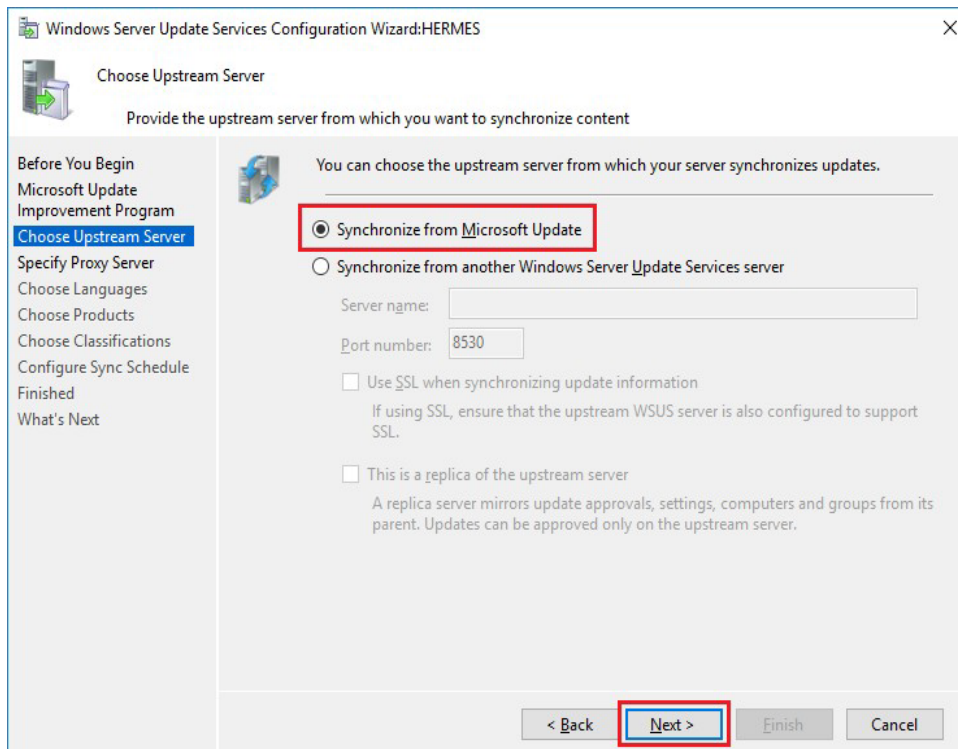 Windows Server Update Services Configuration Wizard:HERMES
Choose Upstream Server
Provide the upstream server from which you want to synchronize content
Before You Begin
Microsoft Update
Improvement Program
Choose Upstream Server
Specify Proxy Server
Choose Languages
Choose Products
Choose Classifications
Configure Sync Schedule
Finished
What's Next
You can choose the upstream server from which your server synchronizes updates.
Synchronize from Microsoft Update
Synchronize from another Windows Server Update Services server
Server name:
Port number: 8530
Use SSL when synchronizing update information
If using SSL, ensure that the upstream WSUS server is also configured to support
SSL.
This is a replica of the upstream server
A replica server mirrors update approvals, settings, computers and groups from its
parent. Updates can be approved only on the upstream server.
< Back Next > Finish Cancel